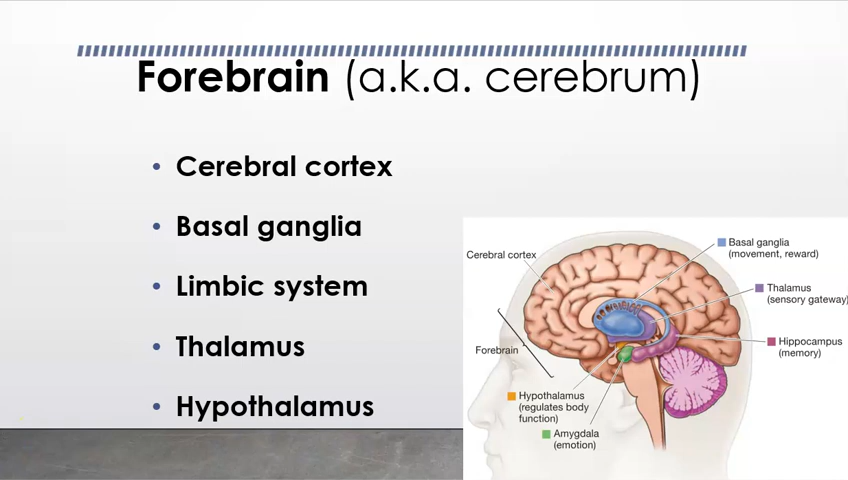 Forebrain (a.k.a. cerebrum)
• Cerebral cortex
• Basal ganglia
• Limbic system
• Thalamus
• Hypothalamus
Cerebral cortex
Forebrain
Basal ganglia
(movement, reward)
Thalamus
(sensory gateway)
Hippocampus
(memory)
Hypothalamus
(regulates body
function)
Amygdala
(emotion)